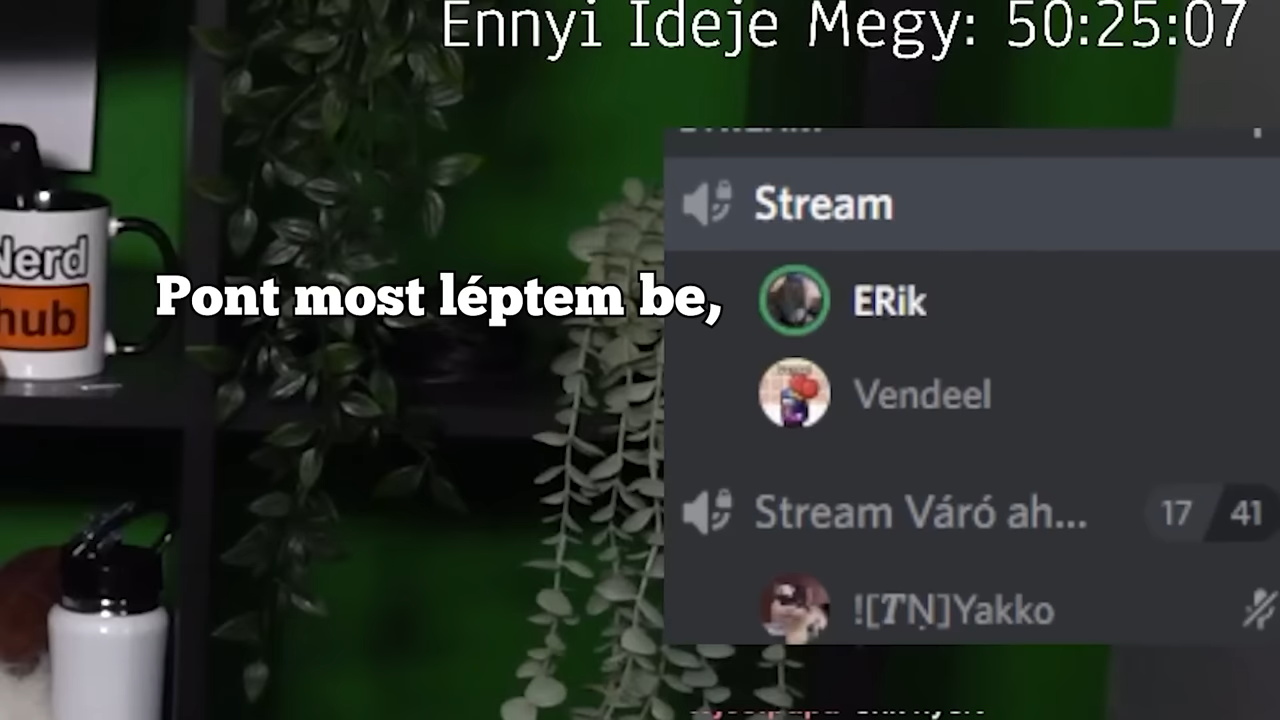 Ennyi Ideje Megy: 50:25:07
Stream
Nerd
hub
Pont most léptem be,
ERik
Vendeel
Stream Váró ah...
17 41
![TN]Yakko